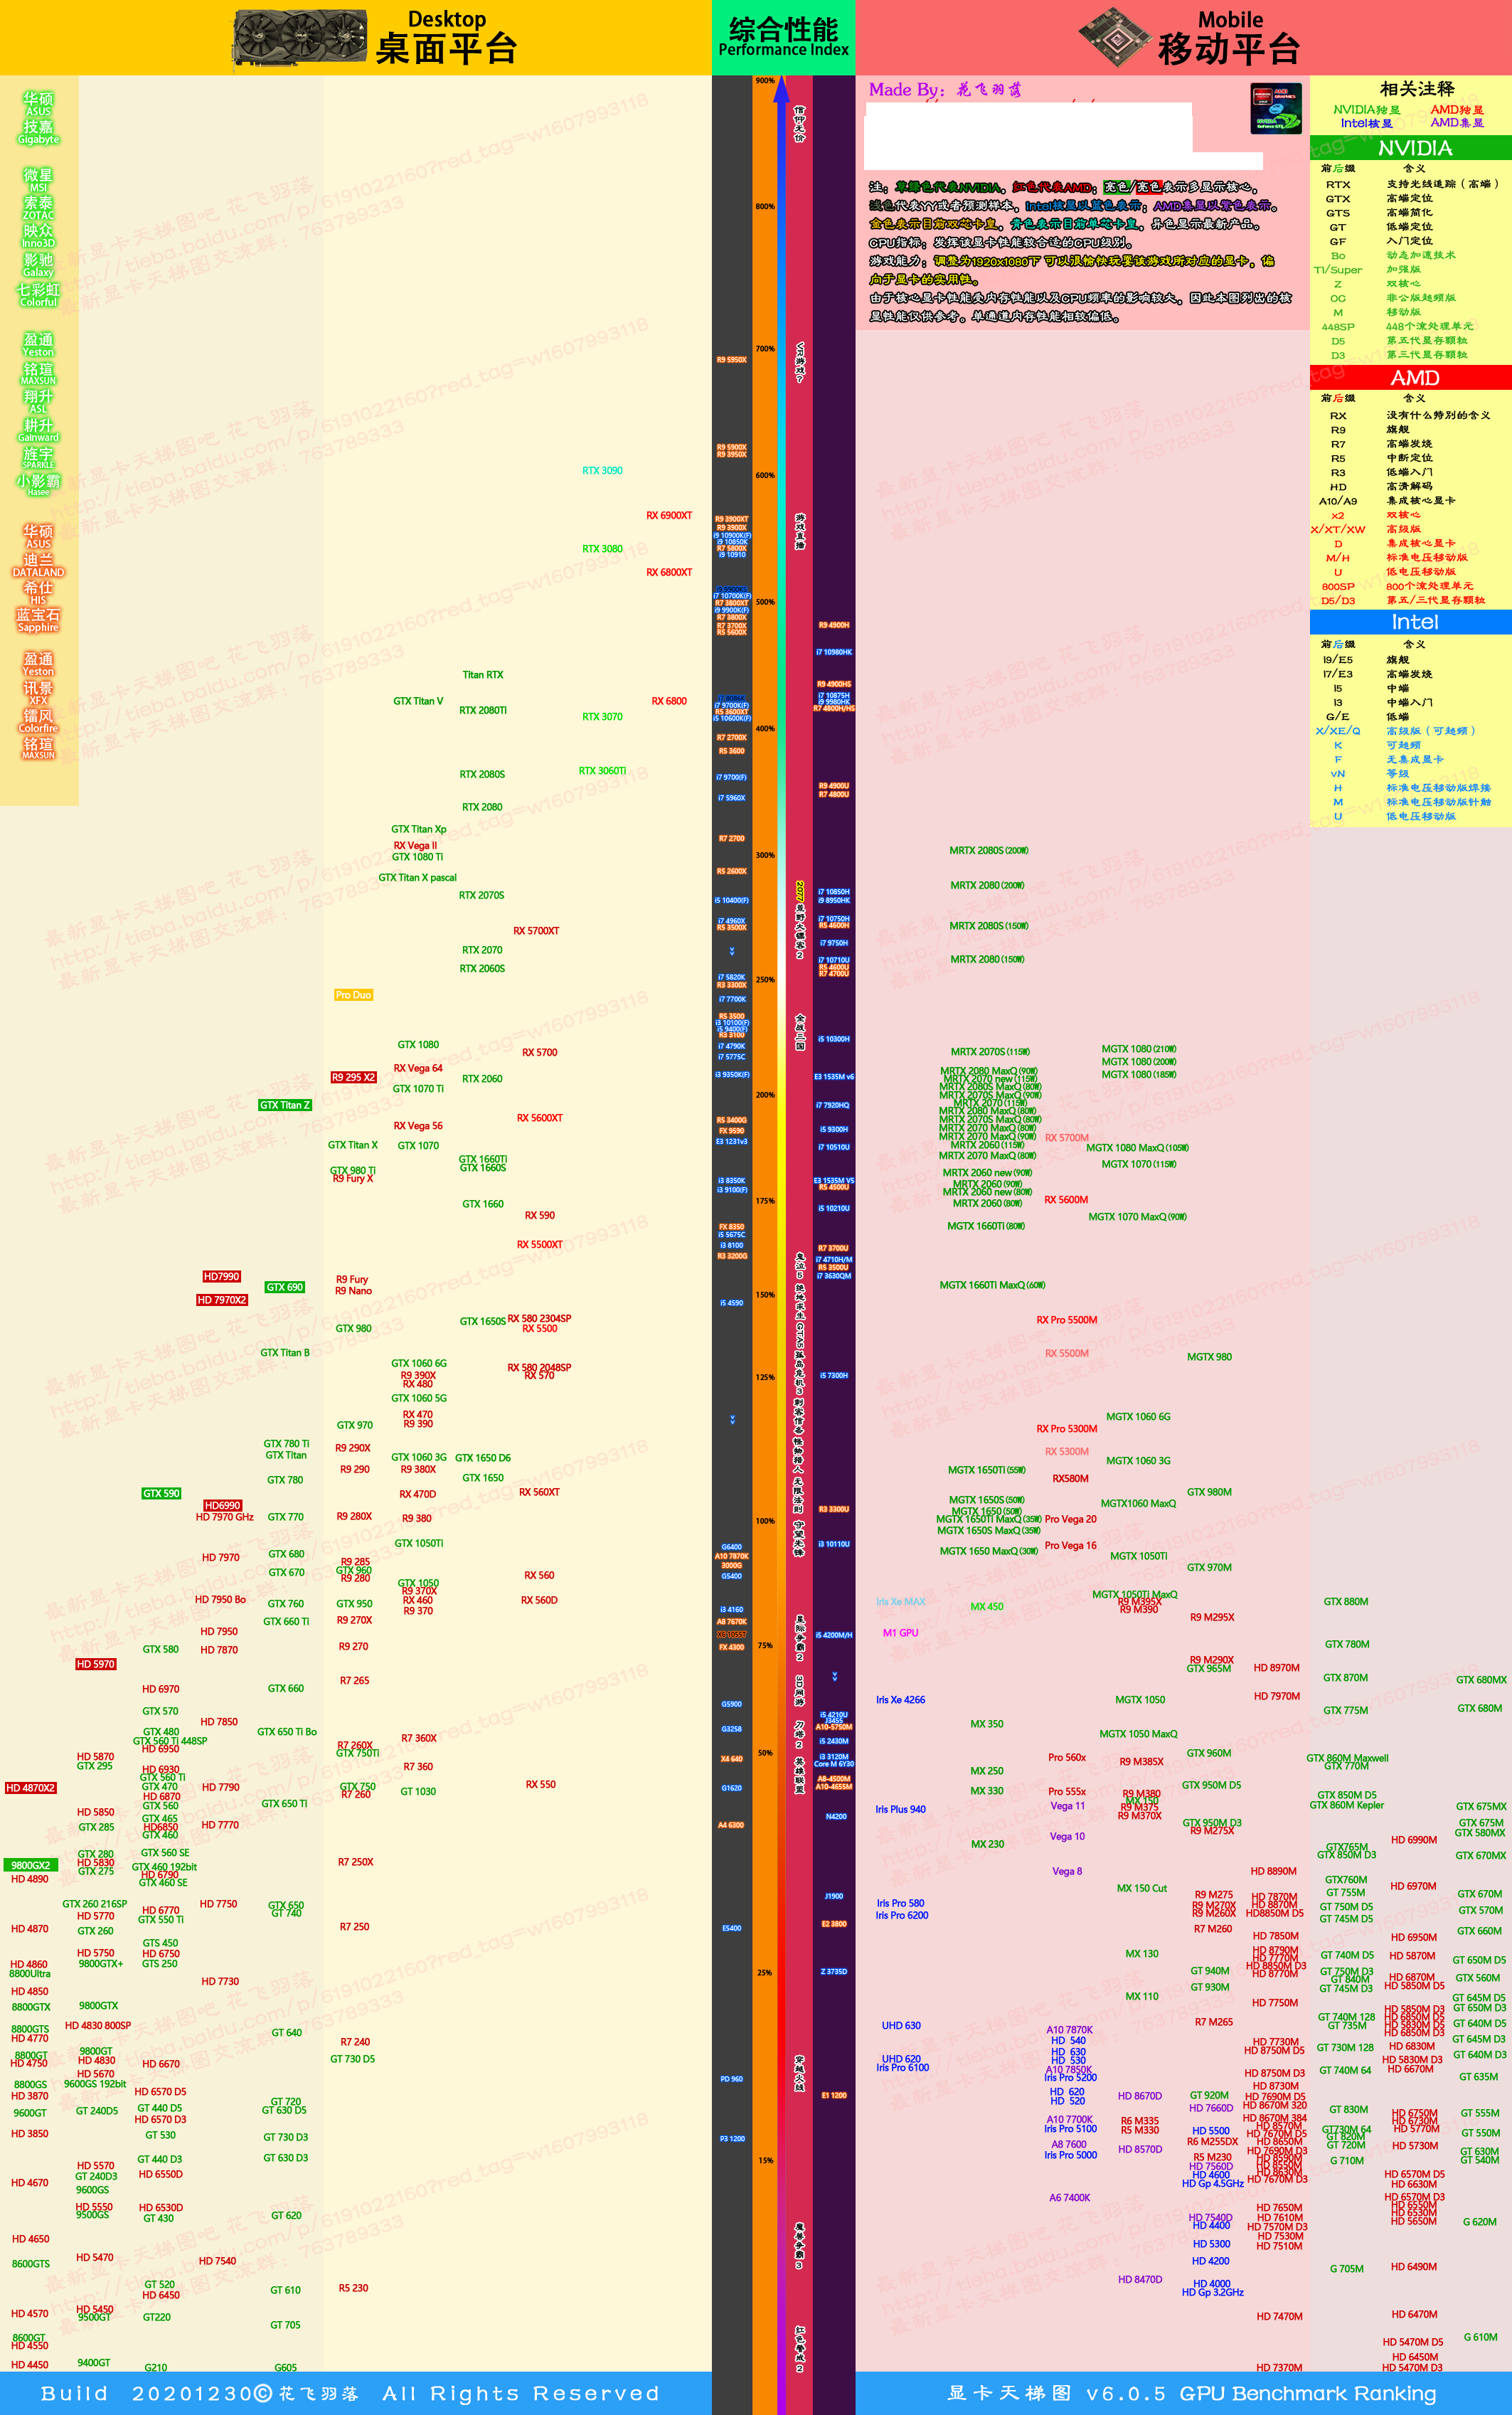 Desktop
桌面平台
综合性能
Performance Index
Mobile
移动平台
华硕
ASUS
技嘉
Gigabyte
微星
MSI
索泰
ZOTAC
映众
Inno3D
影驰
Galaxy
七彩虹
Colorful
盈通
Yeston
铭瑄
MAXSUN
翔升
ASL
耕升
Gainward
旌宇
SPARKLE
小影霸
Hasee
华硕
ASUS
迪兰
DATALAND
希仕
HIS
蓝宝石
Sapphire
盈通
Yeston
讯景
XFX
镭风
Colorfire
铭瑄
MAXSUN
Made By: 花飞羽落
注: 草绿色代表NVIDIA, 红色代表AMD; 亮色/亮色表示多显示核心,
浅色代表YY或者预测样本, Intel核显以蓝色表示; AMD集显以紫色表示。
金色表示目前双芯卡皇, 青色表示目前单芯卡皇, 异色显示最新产品。
CPU指标: 发挥该显卡性能较合适的CPU级别。
游戏能力: 调整为1920x1080下 可以很愉快玩耍该游戏所对应的显卡, 偏
向于显卡的实用性。
由于核心显卡性能受内存性能以及CPU频率的影响较大, 因此本图列出的核
显性能仅供参考。单通道内存性能相较偏低。
相关注释
NVIDIA独显 AMD独显
Intel核显 AMD集显
NVIDIA
前后缀 含义
RTX 支持光线追踪（高端）
GTX 高端定位
GTS 高端简化
GT 低端定位
GF 入门定位
Bo 动态加速技术
Ti/Super 加强版
Z 双核心
OC 非公版超频版
M 移动版
448SP 448个流处理单元
D5 第五代显存颗粒
D3 第三代显存颗粒
AMD
前后缀 含义
RX 没有什么特别的含义
R9 旗舰
R7 高端发烧
R5 中断定位
R3 低端入门
HD 高清解码
A10/A9 集成核心显卡
x2 双核心
X/XT/XW 高级版
D 集成核心显卡
M/H 标准电压移动版
U 低电压移动版
800SP 800个流处理单元
D5/D3 第五/三代显存颗粒
Intel
前后缀 含义
I9/E5 旗舰
I7/E3 高端发烧
I5 中端
I3 中端入门
G/E 低端
X/XE/Q 高级版（可超频）
K 可超频
F 无集成显卡
vN 等级
H 标准电压移动版焊接
M 标准电压移动版针触
U 低电压移动版
900%
800%
700%
600%
500%
400%
300%
250%
200%
175%
150%
125%
100%
75%
50%
25%
15%
信仰无价
VR游戏?
游戏直播
2077 荒野大镖客2
全战三国
鬼泣5 绝地求生 GTA5 孤岛危机3 刺客信条
无限法则 守望先锋
星际争霸2
3D网游
刀塔2
英雄联盟
穿越火线
魔兽争霸3
红色警戒2
RTX 3090
RX 6900XT
RTX 3080
RX 6800XT
Titan RTX
GTX Titan V
RX 6800
RTX 2080Ti
RTX 3070
RTX 3060Ti
RTX 2080S
RTX 2080
GTX Titan Xp
RX Vega II
GTX 1080 Ti
GTX Titan X pascal
RTX 2070S
RX 5700XT
RTX 2070
RTX 2060S
Pro Duo
GTX 1080
RX 5700
RX Vega 64
R9 295 X2
RTX 2060
GTX 1070 Ti
GTX Titan Z
RX 5600XT
RX Vega 56
GTX Titan X
GTX 1070
GTX 1660Ti
GTX 1660S
GTX 980 Ti
R9 Fury X
GTX 1660
RX 590
RX 5500XT
HD7990
R9 Fury
GTX 690
R9 Nano
HD 7970X2
RX 580 2304SP
GTX 1650S
GTX 980
RX 5500
GTX Titan B
GTX 1060 6G
RX 580 2048SP
R9 390X
RX 570
RX 480
GTX 1060 5G
RX 470
R9 390
GTX 970
GTX 780 Ti
R9 290X
GTX Titan
GTX 1060 3G
GTX 1650 D6
R9 290
R9 380X
GTX 1650
GTX 780
GTX 590
RX 470D
RX 560XT
HD6990
HD 7970 GHz
GTX 770
R9 280X
R9 380
GTX 1050Ti
GTX 680
HD 7970
R9 285
GTX 960
GTX 670
R9 280
RX 560
GTX 1050
R9 370X
HD 7950 Bo
RX 460
RX 560D
GTX 760
GTX 950
R9 370
GTX 660 Ti
R9 270X
HD 7950
R9 270
GTX 580
HD 7870
HD 5970
R7 265
HD 6970
GTX 660
GTX 570
HD 7850
GTX 480
GTX 650 Ti Bo
R7 360X
GTX 560 Ti 448SP
R7 260X
HD 6950
GTX 750Ti
HD 5870
GTX 295
R7 360
HD 6930
GTX 560 Ti
RX 550
HD 4870X2
GTX 470
HD 7790
GTX 750
GTX 1030
HD 6870
R7 260
GTX 650 Ti
GTX 560
HD 5850
GTX 465
HD 7770
GTX 285
HD6850
GTX 460
GTX 280
GTX 560 SE
HD 5830
R7 250X
9800GX2
GTX 460 192bit
GTX 275
HD 6790
HD 4890
GTX 460 SE
GTX 260 216SP
HD 7750
GTX 650
HD 6770
GT 740
HD 5770
GTX 550 Ti
R7 250
HD 4870
GTX 260
GTS 450
HD 5750
HD 6750
HD 4860
9800GTX+
GTS 250
8800Ultra
HD 7730
HD 4850
9800GTX
8800GTX
HD 4830 800SP
8800GTS
GT 640
HD 4770
R7 240
9800GT
8800GT
GT 730 D5
HD 4830
HD 4750
HD 6670
HD 5670
8800GS
9600GS 192bit
HD 6570 D5
HD 3870
GT 720
GT 440 D5
GT 630 D5
9600GT
GT 240D5
HD 6570 D3
HD 3850
GT 530
GT 730 D3
GT 440 D3
GT 630 D3
HD 5570
HD 6550D
GT 240D3
HD 4670
9600GS
HD 5550
HD 6530D
9500GS
GT 430
GT 620
HD 4650
HD 5470
HD 7540
8600GTS
GT 520
R5 230
GT 610
HD 6450
HD 5450
HD 4570
9500GT
GT220
GT 705
8600GT
HD 4550
9400GT
HD 4450
G210
G605
R9 5950X
R9 5900X
R9 3950X
R9 3900XT
R9 3900X
i9 10900K(F)
i9 10850K
R7 5800X
i9 10910
i7 10700K(F)
R7 3800XT
i9 9900K(F)
R7 3800X
R7 3700X
R5 5600X
i7 8086K
i7 9700K(F)
R5 3600XT
i5 10600K(F)
R7 2700X
R5 3600
i7 9700(F)
i7 5960X
R7 2700
R5 2600X
i5 10400(F)
i7 4960X
R5 3500X
i7 5820K
R3 3300X
i7 7700K
R5 3500
i3 10100(F)
i5 9400(F)
R3 3100
i7 4790K
i7 5775C
i3 9350K(F)
R5 3400G
FX 9590
E3 1231v3
i3 8350K
i3 9100(F)
FX 8350
i5 5675C
i3 8100
R3 3200G
i5 4590
G6400
A10 7870K
3000G
G5400
i3 4160
A8 7670K
X6 1055T
FX 4300
G5900
G3258
X4 640
G1620
A4 6300
E5400
PD 960
P3 1200
R9 4900H
i7 10980HK
R9 4900HS
i7 10875H
i9 9980HK
R7 4800H/HS
R9 4900U
R7 4800U
i7 10850H
i9 8950HK
i7 10750H
R5 4600H
i7 9750H
i7 10710U
R5 4600U
R7 4700U
i5 10300H
E3 1535M v6
i7 7920HQ
i5 9300H
i7 10510U
E3 1535M V5
R5 4500U
i5 10210U
R7 3700U
i7 4710H/M
R5 3500U
i7 3630QM
i5 7300H
R3 3300U
i3 10110U
i5 4200M/H
i5 4210U
J3455
A10-5750M
i5 2430M
i3 3120M
Core M 6Y30
A8-4500M
A10-4655M
N4200
J1900
E2 3800
Z 3735D
E1 1200
MRTX 2080S (200W)
MRTX 2080 (200W)
MRTX 2080S (150W)
MRTX 2080 (150W)
MGTX 1080 (210W)
MRTX 2070S (115W)
MGTX 1080 (200W)
MRTX 2080 MaxQ (90W)
MGTX 1080 (185W)
MRTX 2070 new (115W)
MRTX 2080S MaxQ (80W)
MRTX 2070S MaxQ (90W)
MRTX 2070 (115W)
MRTX 2080 MaxQ (80W)
MRTX 2070S MaxQ (80W)
MRTX 2070 MaxQ (80W)
MRTX 2070 MaxQ (90W)
RX 5700M
MRTX 2060 (115W)
MGTX 1080 MaxQ (105W)
MRTX 2070 MaxQ (80W)
MGTX 1070 (115W)
MRTX 2060 new (90W)
MRTX 2060 (90W)
MRTX 2060 new (80W)
RX 5600M
MRTX 2060 (80W)
MGTX 1070 MaxQ (90W)
MGTX 1660Ti (80W)
MGTX 1660Ti MaxQ (60W)
RX Pro 5500M
RX 5500M
MGTX 980
MGTX 1060 6G
RX Pro 5300M
RX 5300M
MGTX 1060 3G
MGTX 1650Ti (55W)
RX580M
GTX 980M
MGTX 1650S (50W)
MGTX1060 MaxQ
MGTX 1650 (50W)
MGTX 1650Ti MaxQ (35W)
Pro Vega 20
MGTX 1650S MaxQ (35W)
Pro Vega 16
MGTX 1650 MaxQ (30W)
MGTX 1050Ti
GTX 970M
MGTX 1050Ti MaxQ
Iris Xe MAX
R9 M395X
GTX 880M
MX 450
R9 M390
R9 M295X
M1 GPU
GTX 780M
R9 M290X
GTX 965M
HD 8970M
GTX 870M
GTX 680MX
HD 7970M
Iris Xe 4266
MGTX 1050
GTX 775M
GTX 680M
MX 350
MGTX 1050 MaxQ
GTX 960M
Pro 560x
GTX 860M Maxwell
R9 M385X
GTX 770M
MX 250
GTX 950M D5
MX 330
Pro 555x
R9 M380
GTX 850M D5
MX 150
Vega 11
R9 M375
GTX 860M Kepler
GTX 675MX
Iris Plus 940
R9 M370X
GTX 950M D3
GTX 675M
R9 M275X
GTX 580MX
Vega 10
HD 6990M
MX 230
GTX765M
GTX 850M D3
GTX 670MX
Vega 8
HD 8890M
GTX760M
MX 150 Cut
HD 6970M
GT 755M
R9 M275
HD 7870M
GTX 670M
Iris Pro 580
R9 M270X
HD 8870M
GT 750M D5
GTX 570M
Iris Pro 6200
R9 M260X
HD8850M D5
GT 745M D5
R7 M260
GTX 660M
HD 7850M
HD 6950M
HD 8790M
MX 130
GT 740M D5
HD 5870M
HD 7770M
GT 650M D5
HD 8850M D3
GT 940M
HD 8770M
GT 750M D3
HD 6870M
GTX 560M
GT 840M
HD 5850M D5
GT 930M
GT 745M D3
MX 110
GT 645M D5
HD 7750M
HD 5850M D3
GT 650M D3
GT 740M 128
HD 6850M D5
R7 M265
GT 735M
HD 5830M D5
GT 640M D5
UHD 630
A10 7870K
HD 6850M D3
HD 540
HD 7730M
GT 645M D3
HD 630
HD 8750M D5
GT 730M 128
HD 6830M
HD 530
GT 640M D3
UHD 620
HD 5830M D3
Iris Pro 6100
A10 7850K
HD 8750M D3
GT 740M 64
HD 6670M
Iris Pro 5200
GT 635M
HD 8730M
HD 620
HD 8670D
GT 920M
HD 7690M D5
HD 520
HD 8670M 320
HD 7660D
GT 830M
HD 6750M
GT 555M
A10 7700K
R6 M335
HD 8670M 384
HD 6730M
HD 8570M
Iris Pro 5100
R5 M330
HD 5500
HD 7670M D5
GT730M 64
HD 5770M
GT 550M
GT 820M
R6 M255DX
HD 8650M
A8 7600
HD 8570D
GT 720M
HD 5730M
HD 7690M D3
GT 630M
Iris Pro 5000
R5 M230
HD 8590M
G 710M
GT 540M
HD 7560D
HD 8550M
HD 4600
HD 8630M
HD 6570M D5
HD Gp 4.5GHz
HD 7670M D3
HD 6630M
A6 7400K
HD 6570M D3
HD 7650M
HD 6550M
HD 7540D
HD 7610M
HD 6530M
HD 4400
HD 7570M D3
HD 5650M
G 620M
HD 7530M
HD 5300
HD 7510M
HD 4200
G 705M
HD 6490M
HD 8470D
HD 4000
HD Gp 3.2GHz
HD 7470M
HD 6470M
G 610M
HD 5470M D5
HD 6450M
HD 7370M
HD 5470M D3
Build 20201230©花飞羽落 All Rights Reserved
显卡天梯图 v6.0.5 GPU Benchmark Ranking